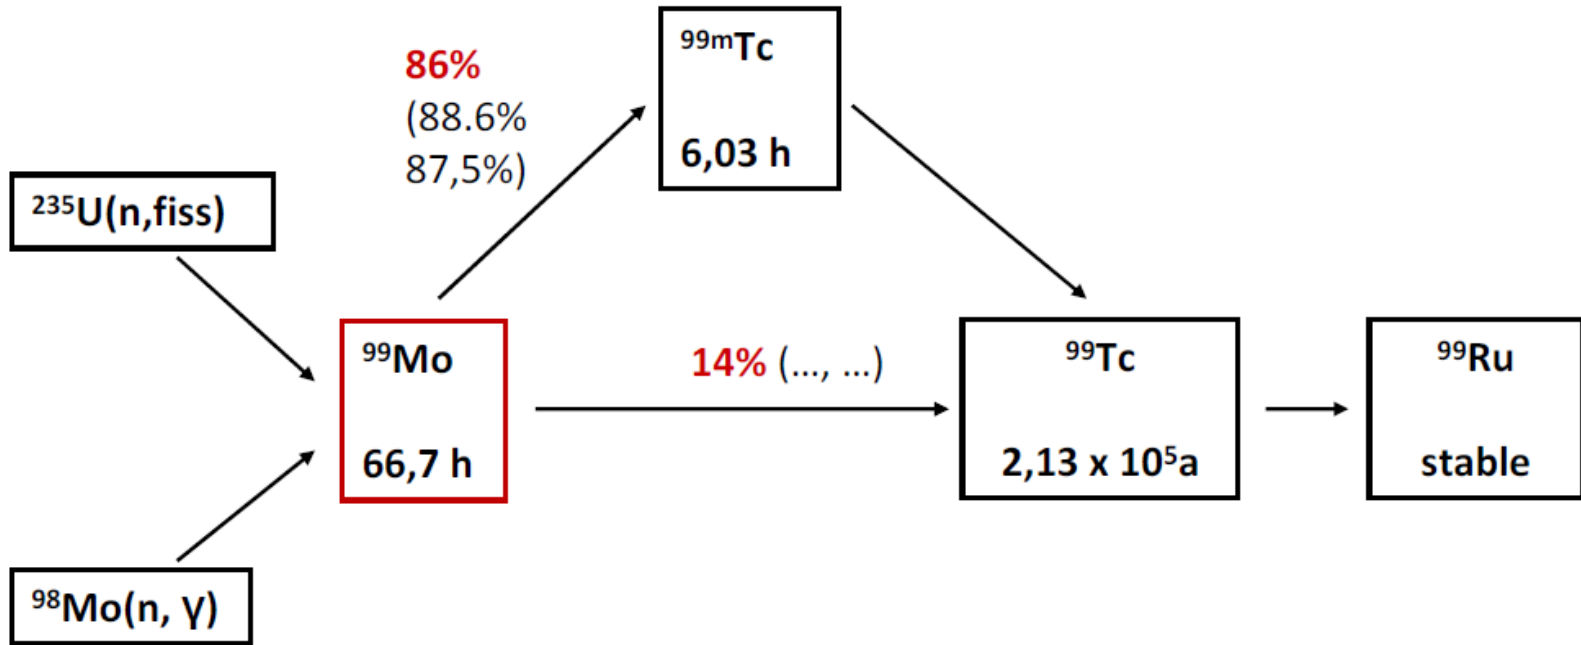 ⁹⁹ᵐTc
6,03 h
86%
(88.6%
87,5%)
²³⁵U(n,fiss)
⁹⁹Mo
66,7 h
14% (..., ...)
⁹⁹Tc
2,13 x 10⁵a
⁹⁹Ru
stable
⁹⁸Mo(n, γ)